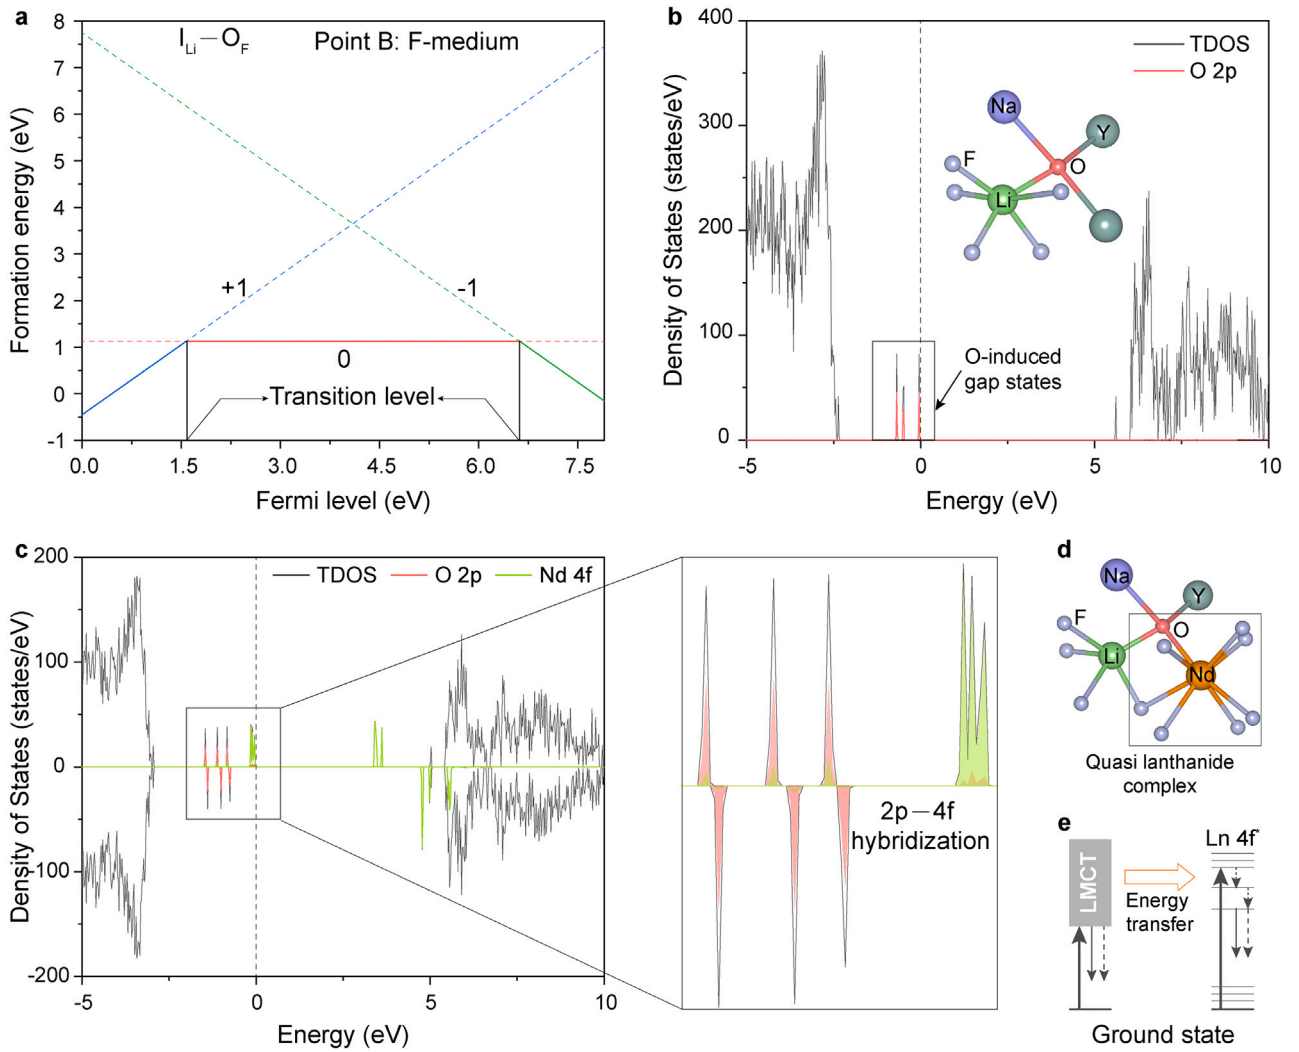 a
I_Li—O_F
Point B: F-medium
8
7
6
5
4
3
2
1
0
-1
Formation energy (eV)
+1
-1
0
Transition level
0.0 1.5 3.0 4.5 6.0 7.5
Fermi level (eV)
b
400
300
200
100
0
Density of States (states/eV)
TDOS
O 2p
Na
Y
F
O
Li
O-induced
gap states
-5 0 5 10
Energy (eV)
c
200
100
0
-100
-200
Density of States (states/eV)
TDOS O 2p Nd 4f
-5 0 5 10
Energy (eV)
2p—4f
hybridization
d
Na
Y
F
O
Li
Nd
Quasi lanthanide
complex
e
Ln 4f*
LMCT
Energy
transfer
Ground state